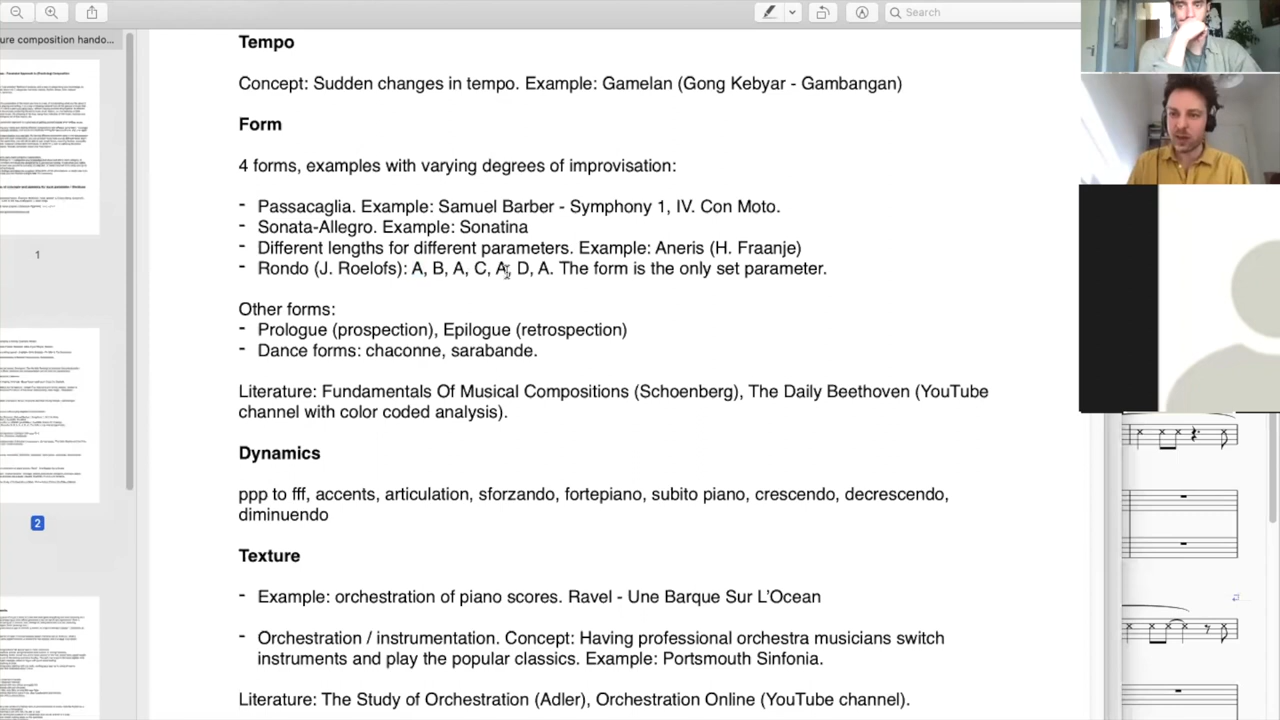 Search
ure composition hando...
1
2
Tempo
Concept: Sudden changes in tempo. Example: Gamelan (Gong Kebyar - Gambangan)
Form
4 forms examples with varying degrees of improvisation:
- Passacaglia. Example: Samuel Barber - Symphony 1, IV. Con Moto.
- Sonata-Allegro. Example: Sonatina
- Different lengths for different parameters. Example: Aneris (H. Fraanje)
- Rondo (J. Roelofs): A, B, A, C, A, D, A. The form is the only set parameter.
Other forms:
- Prologue (prospection), Epilogue (retrospection)
- Dance forms: chaconne, sarabande.
Literature: Fundamentals of Musical Compositions (Schoenberg), The Daily Beethoven (YouTube
channel with color coded analysis).
Dynamics
ppp to fff, accents, articulation, sforzando, fortepiano, subito piano, crescendo, decrescendo,
diminuendo
Texture
- Example: orchestration of piano scores. Ravel - Une Barque Sur L’Ocean
- Orchestration / instrumentation concept: Having professional orchestra musicians switch
instruments and play the pop classics. Example: Portsmouth Sinfonia.
Literature: The Study of Orchestration (Adler), Orchestration Online (YouTube channel)